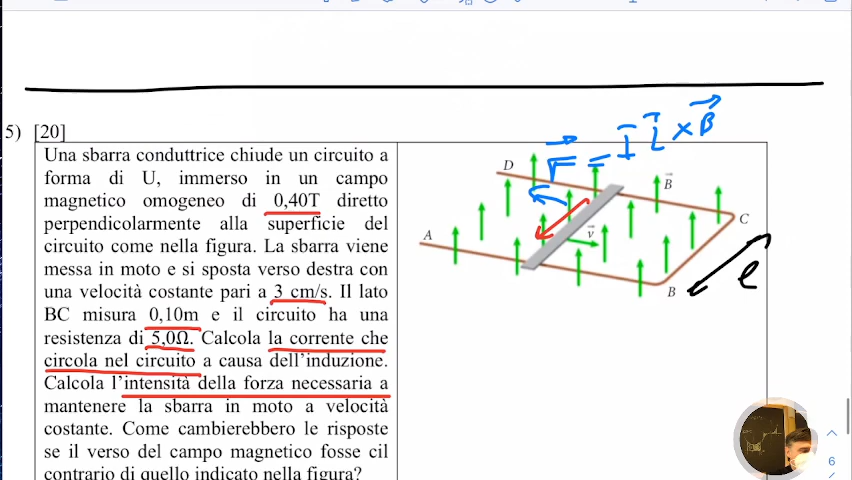 5) [20]
Una sbarra conduttrice chiude un circuito a
forma di U, immerso in un campo
magnetico omogeneo di 0,40T diretto
perpendicolarmente alla superficie del
circuito come nella figura. La sbarra viene
messa in moto e si sposta verso destra con
una velocità costante pari a 3 cm/s. Il lato
BC misura 0,10m e il circuito ha una
resistenza di 5,0Ω. Calcola la corrente che
circola nel circuito a causa dell'induzione.
Calcola l'intensità della forza necessaria a
mantenere la sbarra in moto a velocità
costante. Come cambierebbero le risposte
se il verso del campo magnetico fosse cil
contrario di quello indicato nella figura?
F = I L × B
D
B
C
A
v
B
l
6